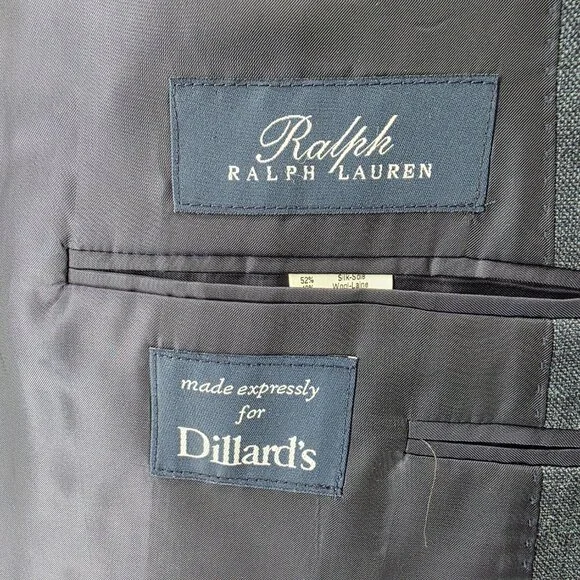 Ralph
RALPH LAUREN
52% Silk-Soie
Wool-Laine
made expressly
for
Dillard's